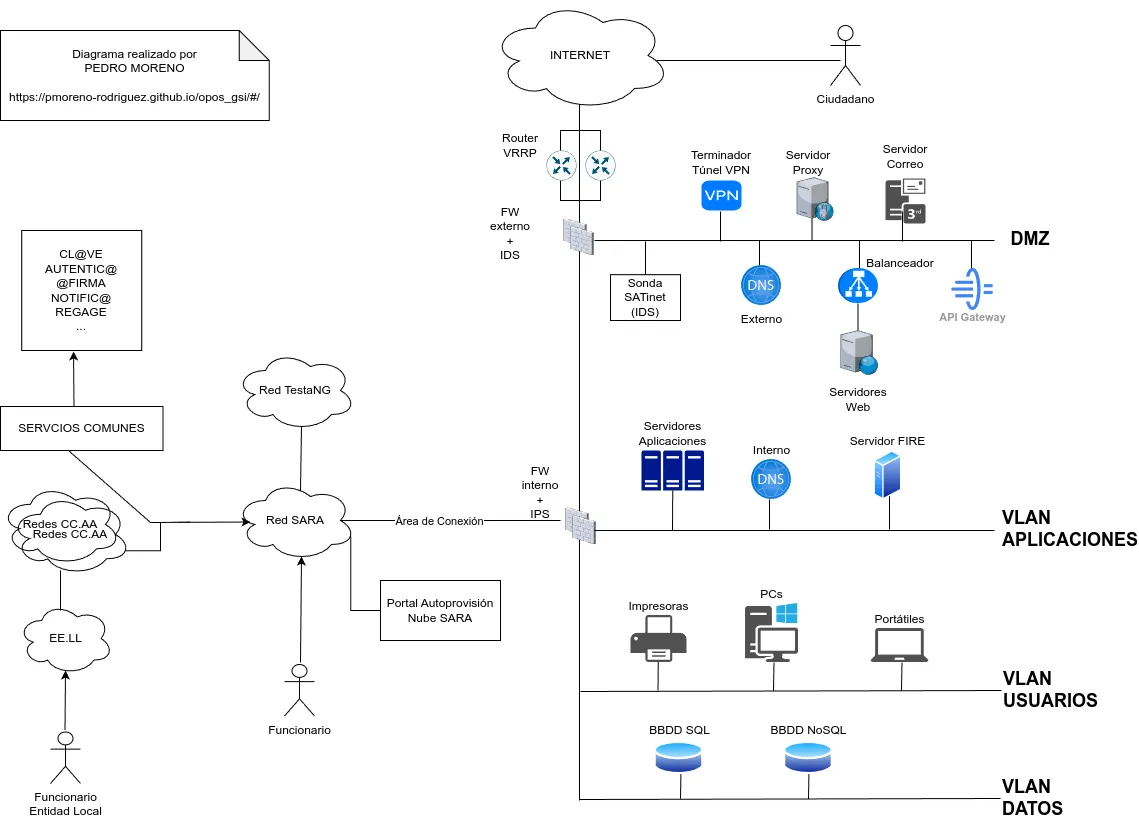 Diagrama realizado por
PEDRO MORENO
https://pmoreno-rodriguez.github.io/opos_gsi/#/
INTERNET
Ciudadano
Router
VRRP
FW
externo
+
IDS
Terminador
Túnel VPN
VPN
Servidor
Proxy
Servidor
Correo
3rd
DMZ
Sonda
SATinet
(IDS)
DNS
Externo
Balanceador
API Gateway
Servidores
Web
CL@VE
AUTENTIC@
@FIRMA
NOTIFIC@
REGAGE
...
SERVCIOS COMUNES
Red TestaNG
Redes CC.AA
Redes CC.AA
Red SARA
Área de Conexión
FW
interno
+
IPS
Servidores
Aplicaciones
Interno
DNS
Servidor FIRE
VLAN
APLICACIONES
Portal Autoprovisión
Nube SARA
EE.LL
Funcionario
Funcionario
Entidad Local
Impresoras
PCs
Portátiles
VLAN
USUARIOS
BBDD SQL
BBDD NoSQL
VLAN
DATOS